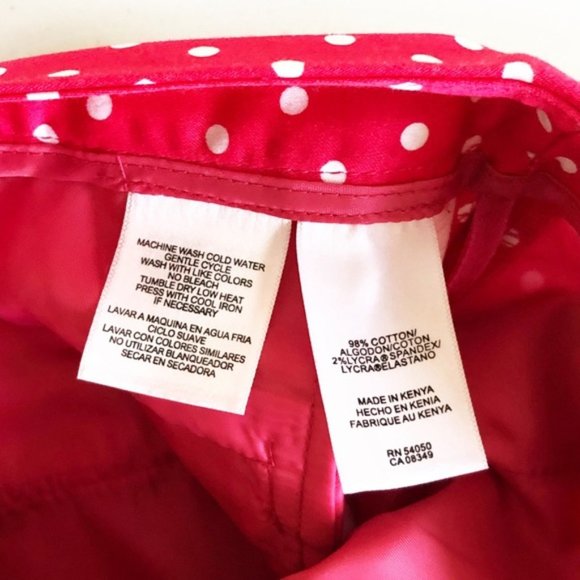 MACHINE WASH COLD WATER
GENTLE CYCLE
WASH WITH LIKE COLORS
NO BLEACH
TUMBLE DRY LOW HEAT
PRESS WITH COOL IRON
IF NECESSARY
LAVAR A MAQUINA EN AGUA FRIA
CICLO SUAVE
LAVAR CON COLORES SIMILARES
NO UTILIZAR BLANQUEADOR
SECAR EN SECADORA
98% COTTON/
ALGODON/COTON
2%LYCRA®SPANDEX/
LYCRA®ELASTANO
MADE IN KENYA
HECHO EN KENIA
FABRIQUE AU KENYA
RN 54050
CA 08349